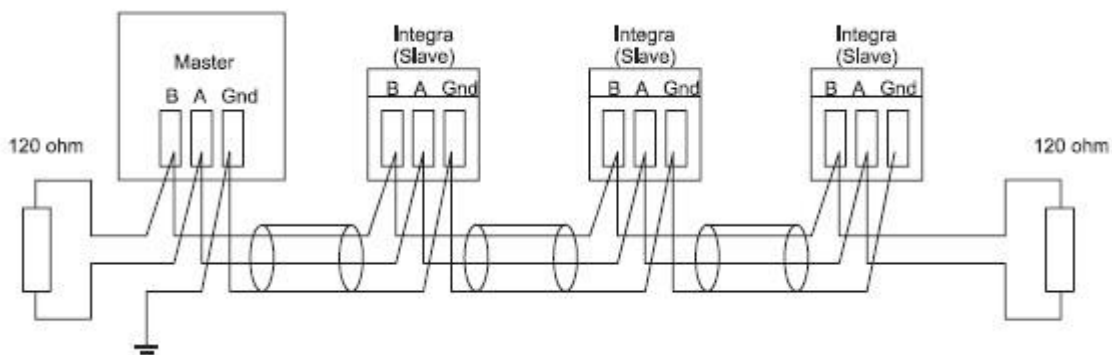 Master
B A Gnd
Integra
(Slave)
B A Gnd
Integra
(Slave)
B A Gnd
Integra
(Slave)
B A Gnd
120 ohm
120 ohm